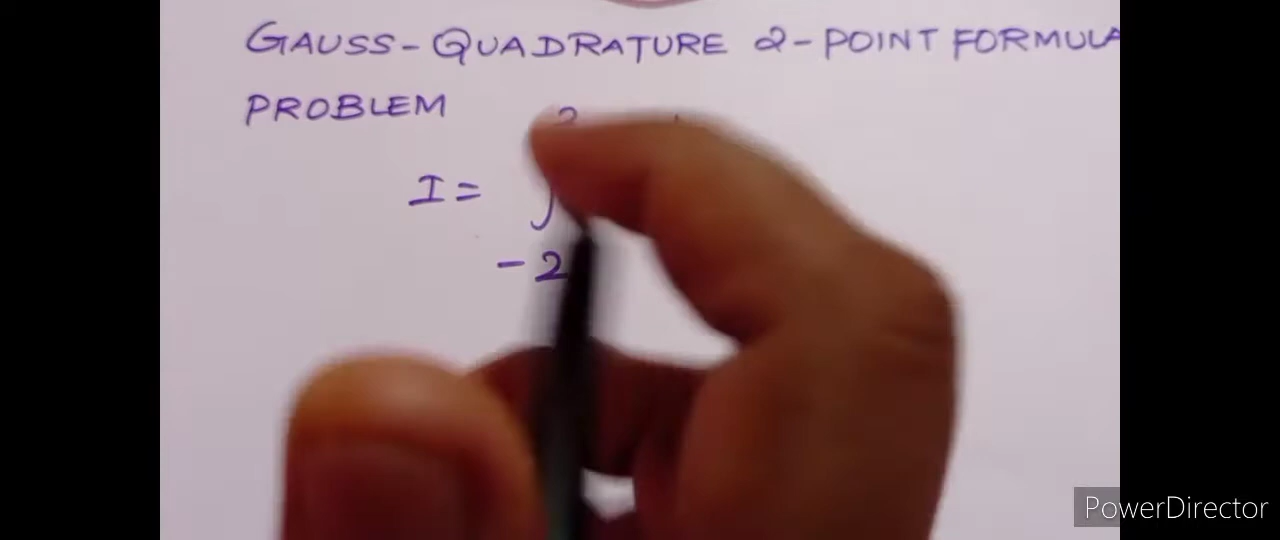 GAUSS-QUADRATURE 2-POINT FORMULA
PROBLEM
I = ∫
-2
PowerDirector